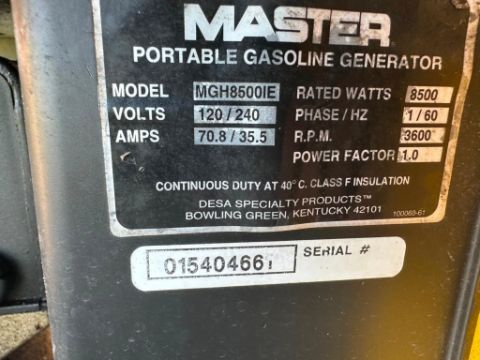 MASTER
PORTABLE GASOLINE GENERATOR
MODEL MGH8500IE RATED WATTS 8500
VOLTS 120 / 240 PHASE / HZ 1 / 60
AMPS 70.8 / 35.5 R.P.M. 3600
POWER FACTOR 1.0
CONTINUOUS DUTY AT 40° C. CLASS F INSULATION
DESA SPECIALTY PRODUCTS™
BOWLING GREEN, KENTUCKY 42101 100069-61
01540466 SERIAL #